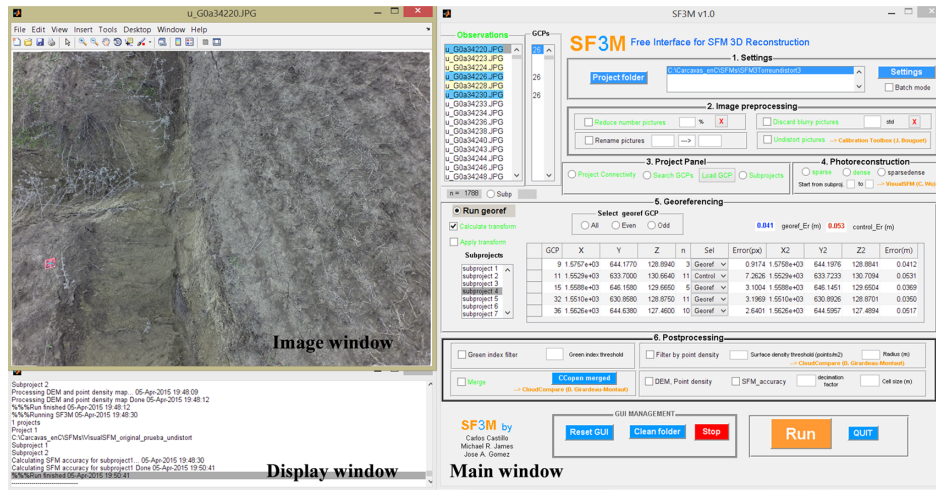 u_G0a34220.JPG
File Edit View Insert Tools Desktop Window Help
26
Image window
Subproject 2
Processing DEM and point density map... 05-Apr-2015 19:48:09
Processing DEM and point density map Done 05-Apr-2015 19:48:12
%%%Run finished 05-Apr-2015 19:48:12
%%%Running SF3M 05-Apr-2015 19:48:30
1 projects
Project 1
C:\Carcavas_enC\SFMs\VisualSFM_original_prueba_undistort
Subproject 1
Subproject 2
Calculating SFM accuracy for subproject1... 05-Apr-2015 19:48:30
Calculating SFM accuracy for subproject1 Done 05-Apr-2015 19:50:41
%%%Run finished 05-Apr-2015 19:50:41
Display window
SF3M v1.0
Observations
u_G0a34220.JPG
u_G0a34223.JPG
u_G0a34224.JPG
u_G0a34226.JPG
u_G0a34228.JPG
u_G0a34230.JPG
u_G0a34233.JPG
u_G0a34234.JPG
u_G0a34236.JPG
u_G0a34238.JPG
u_G0a34240.JPG
u_G0a34243.JPG
u_G0a34244.JPG
u_G0a34246.JPG
u_G0a34248.JPG
n = 1788 Subp
GCPs
26
26
26
SF3M Free Interface for SFM 3D Reconstruction
1. Settings
Project folder
C:\Carcavas_enC\SFMs\SFM3Torreundistort3
Settings
Batch mode
2. Image preprocessing
Reduce number pictures % X
Discard blurry pictures std X
Rename pictures -->
Undistort pictures --> Calibration Toolbox (J. Bouguet)
3. Project Panel
Project Connectivity Search GCPs Load GCP Subprojects
4. Photoreconstruction
sparse dense sparsedense
Start from subproj. 1 to 1 --> VisualSFM (C. Wu)
5. Georeferencing
Run georef
Calculate transform
Apply transform
Subprojects
subproject 1
subproject 2
subproject 3
subproject 4
subproject 5
subproject 6
subproject 7
Select georef GCP
All Even Odd
0.041 georef_Er (m) 0.053 control_Er (m)
GCP X Y Z n Sel Error(px) X2 Y2 Z2 Error(m)
9 1.5757e+03 644.1770 128.8940 3 Georef 0.9174 1.5758e+03 644.1976 128.8841 0.0412
11 1.5529e+03 633.7000 130.6640 11 Control 7.2626 1.5529e+03 633.7233 130.7094 0.0531
15 1.5588e+03 646.1580 129.6650 5 Georef 3.1004 1.5588e+03 646.1451 129.6504 0.0369
32 1.5510e+03 630.8580 128.8750 11 Georef 3.1969 1.5510e+03 630.8926 128.8701 0.0350
36 1.5626e+03 644.6380 127.4600 10 Georef 2.6401 1.5626e+03 644.5957 127.4894 0.0517
6. Postprocessing
Green index filter Green index threshold
Filter by point density Surface density threshold (points/m2) Radius (m)
--> CloudCompare (D. Girardeau-Montaut)
Merge CCopen merged
--> CloudCompare (D. Girardeau-Montaut)
DEM, Point density SFM_accuracy decimation factor Cell size (m)
SF3M by
Carlos Castillo
Michael R. James
Jose A. Gomez
GUI MANAGEMENT
Reset GUI Clean folder Stop
Run QUIT
Main window